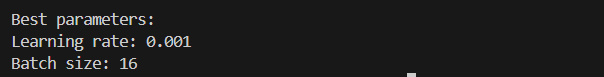 Best parameters:
Learning rate: 0.001
Batch size: 16